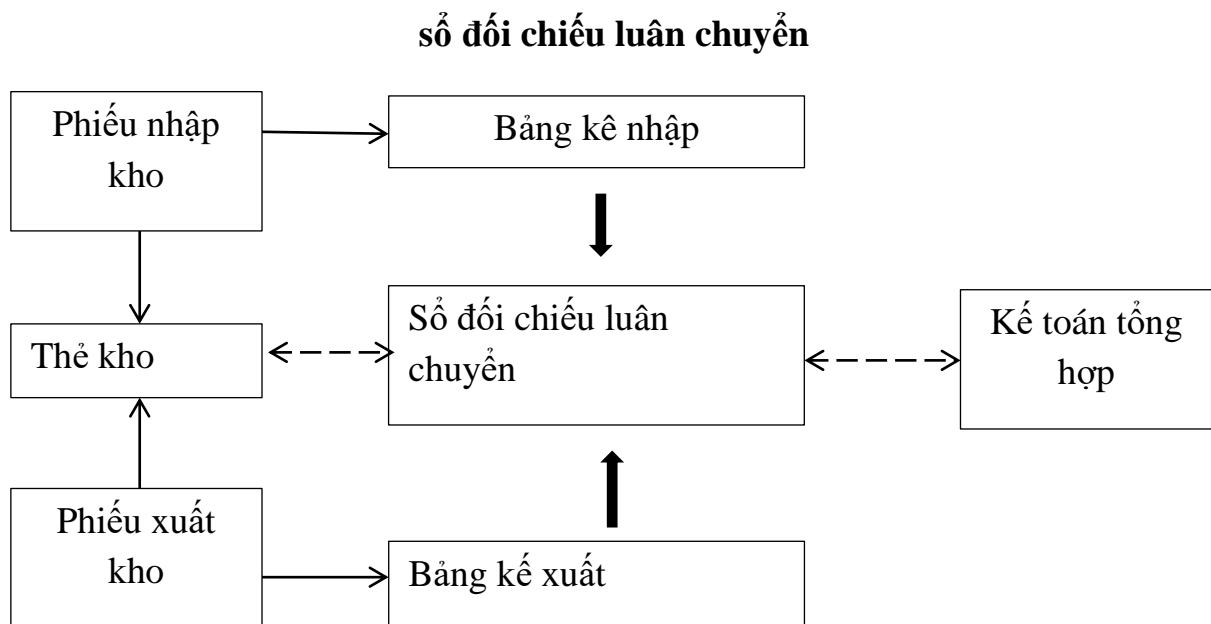 sổ đối chiếu luân chuyển
Phiếu nhập
kho
Bảng kê nhập
Thẻ kho
Sổ đối chiếu luân
chuyển
Kế toán tổng
hợp
Phiếu xuất
kho
Bảng kế xuất